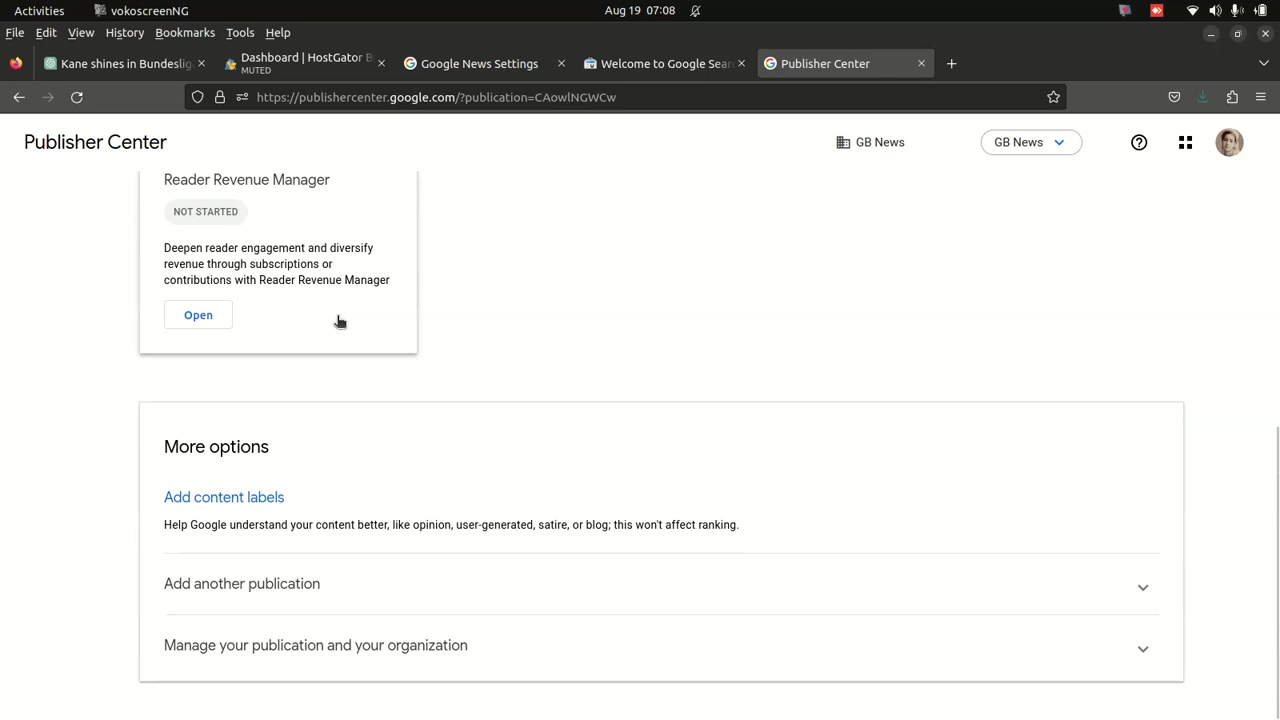 Activities vokoscreenNG Aug 19 07:08
File Edit View History Bookmarks Tools Help
Kane shines in Bundeslig Dashboard | HostGator B Google News Settings Welcome to Google Sear Publisher Center
MUTED
https://publishercenter.google.com/?publication=CAowlNGWCw
Publisher Center GB News GB News
Reader Revenue Manager
NOT STARTED
Deepen reader engagement and diversify
revenue through subscriptions or
contributions with Reader Revenue Manager
Open
More options
Add content labels
Help Google understand your content better, like opinion, user-generated, satire, or blog; this won't affect ranking.
Add another publication
Manage your publication and your organization